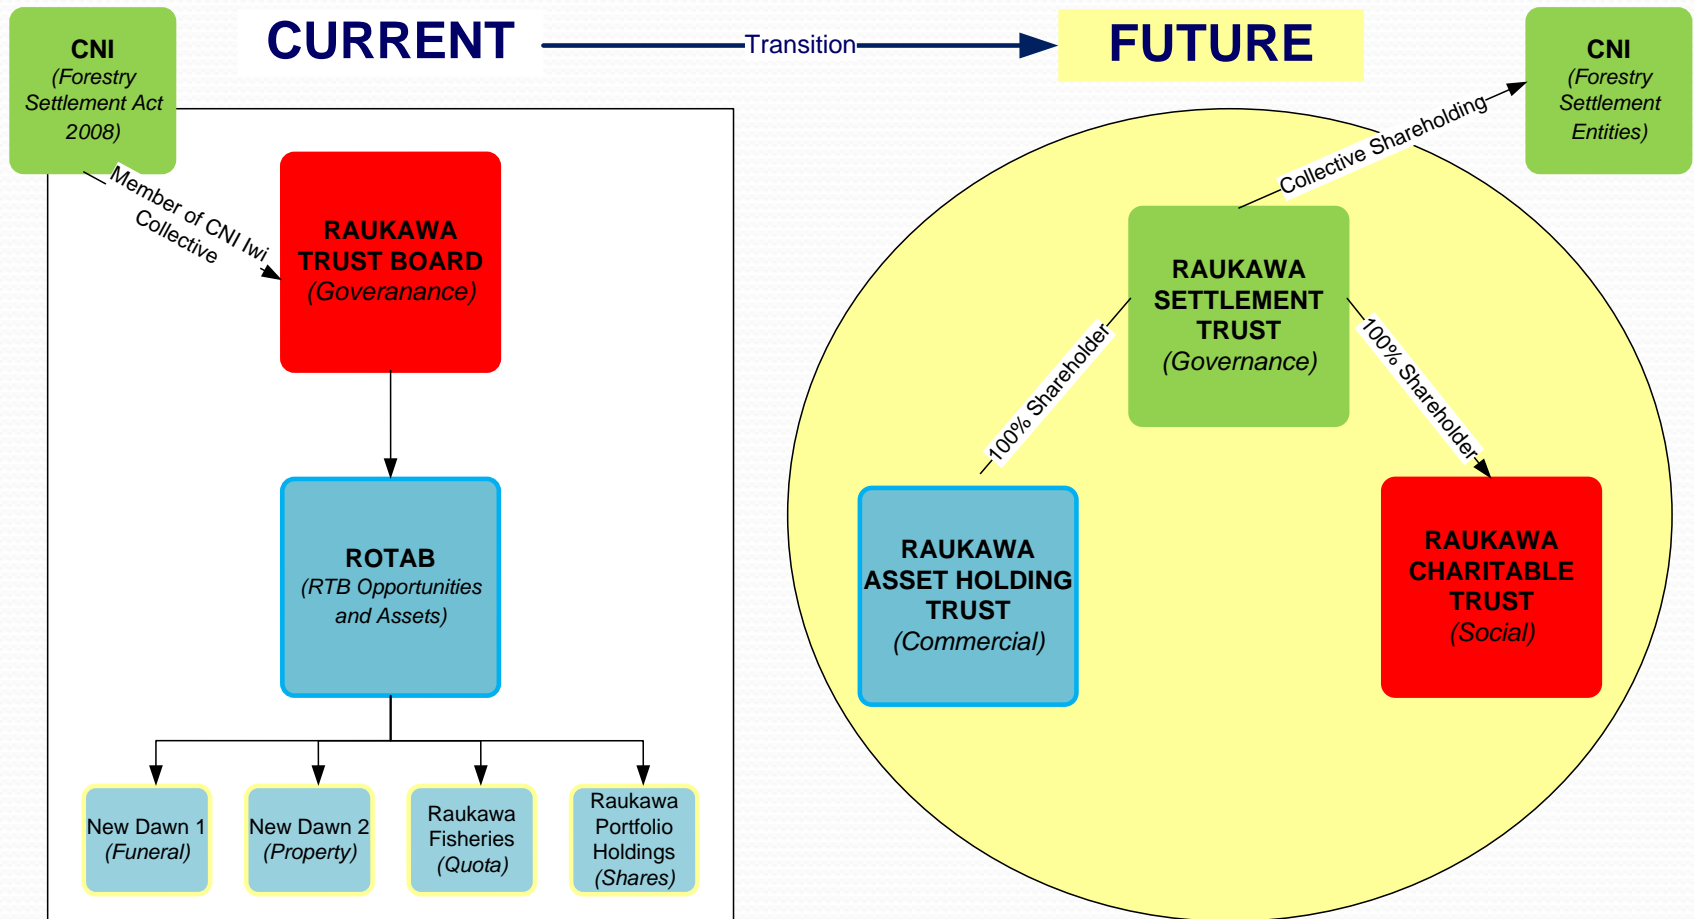 CURRENT
Transition
FUTURE
CNI
(Forestry
Settlement Act
2008)
Member of CNI Iwi
Collective
RAUKAWA
TRUST BOARD
(Goveranance)
ROTAB
(RTB Opportunities
and Assets)
New Dawn 1
(Funeral)
New Dawn 2
(Property)
Raukawa
Fisheries
(Quota)
Raukawa
Portfolio
Holdings
(Shares)
CNI
(Forestry
Settlement
Entities)
Collective Shareholding
RAUKAWA
SETTLEMENT
TRUST
(Governance)
100% Shareholder
100% Shareholder
RAUKAWA
ASSET HOLDING
TRUST
(Commercial)
RAUKAWA
CHARITABLE
TRUST
(Social)